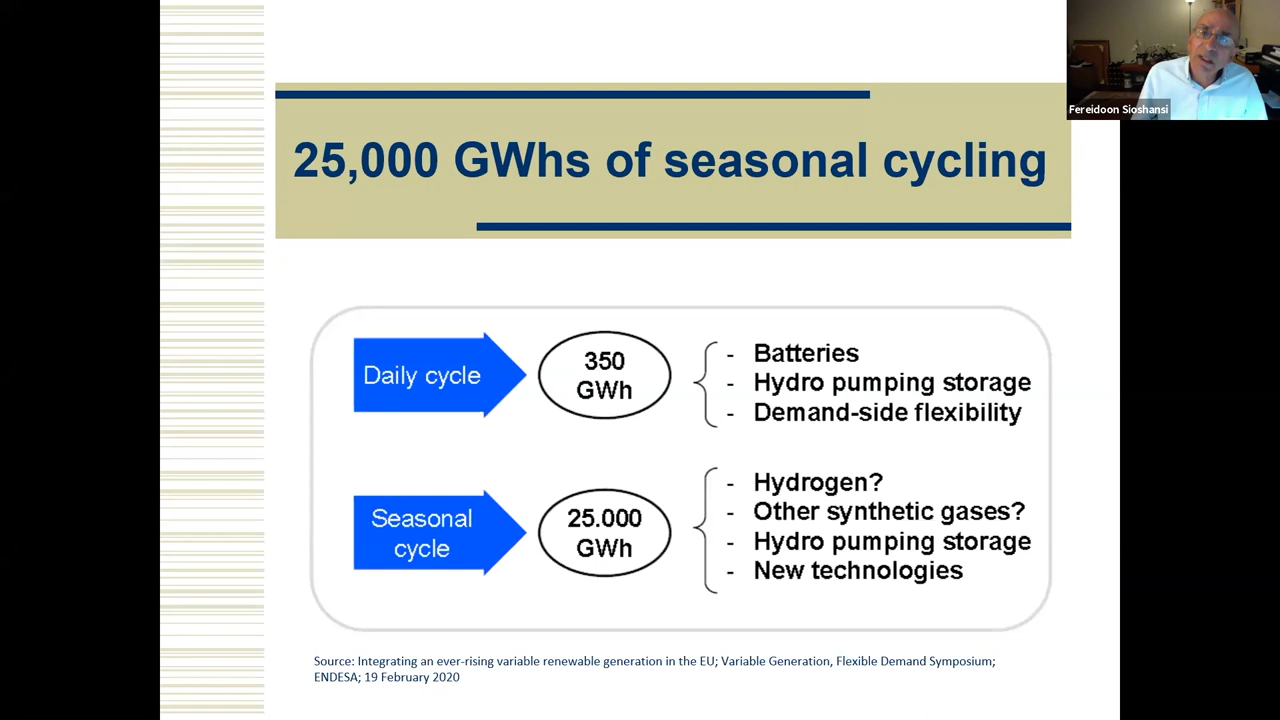 Fereidoon Sioshansi
25,000 GWhs of seasonal cycling
Daily cycle
350
GWh
- Batteries
- Hydro pumping storage
- Demand-side flexibility
Seasonal
cycle
25.000
GWh
- Hydrogen?
- Other synthetic gases?
- Hydro pumping storage
- New technologies
Source: Integrating an ever-rising variable renewable generation in the EU; Variable Generation, Flexible Demand Symposium;
ENDESA; 19 February 2020